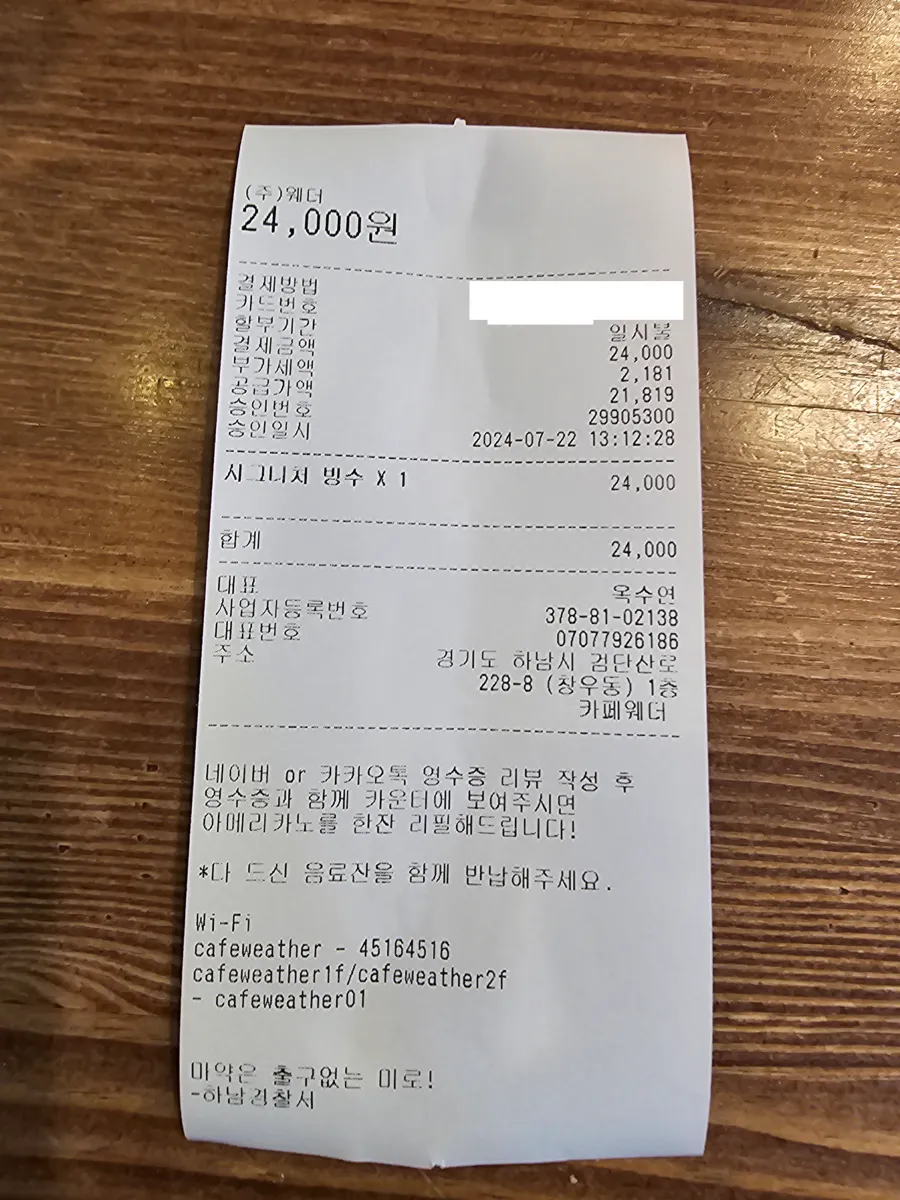 (주)웨더
24,000원
결제방법
카드번호
할부기간 일시불
결제금액 24,000
부가세액 2,181
공급가액 21,819
승인번호 29905300
승인일시 2024-07-22 13:12:28
시그니처 빙수 X 1 24,000
합계 24,000
대표 옥수연
사업자등록번호 378-81-02138
대표번호 07077926186
주소 경기도 하남시 검단산로
228-8 (창우동) 1층
카페웨더
네이버 or 카카오톡 영수증 리뷰 작성 후
영수증과 함께 카운터에 보여주시면
아메리카노를 한잔 리필해드립니다!
*다 드신 음료잔을 함께 반납해주세요.
Wi-Fi
cafeweather - 45164516
cafeweather1f/cafeweather2f
- cafeweather01
마약은 출구없는 미로!
-하남경찰서